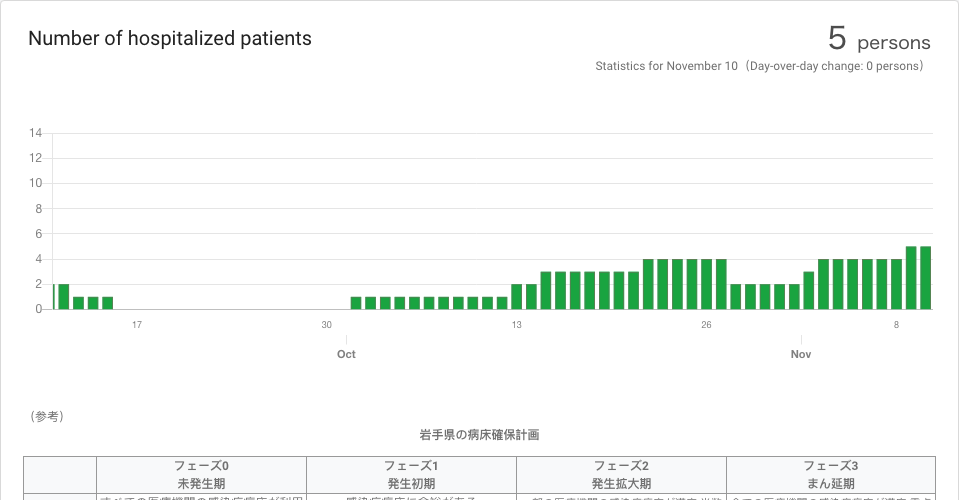 Number of hospitalized patients
5 persons
Statistics for November 10（Day-over-day change: 0 persons）
14
12
10
8
6
4
2
0
17
30
13
26
8
Oct
Nov
（参考）
岩手県の病床確保計画
フェーズ0
フェーズ1
フェーズ2
フェーズ3
未発生期
発生初期
発生拡大期
まん延期